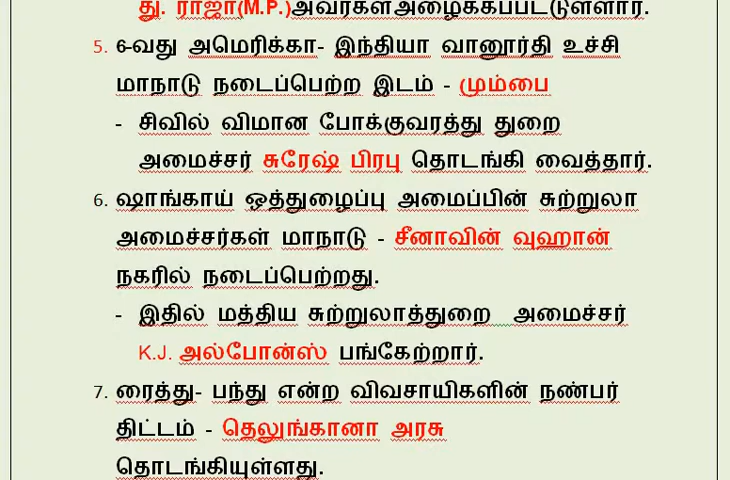 து. ராஜா(M.P.)அவர்கள்அழைக்கப்பட்டுள்ளார்.
5. 6-வது அமெரிக்கா- இந்தியா வானூர்தி உச்சி
மாநாடு நடைப்பெற்ற இடம் - மும்பை
- சிவில் விமான போக்குவரத்து துறை
அமைச்சர் சுரேஷ் பிரபு தொடங்கி வைத்தார்.
6. ஷாங்காய் ஒத்துழைப்பு அமைப்பின் சுற்றுலா
அமைச்சர்கள் மாநாடு - சீனாவின் வுஹான்
நகரில் நடைப்பெற்றது.
- இதில் மத்திய சுற்றுலாத்துறை அமைச்சர்
K.J. அல்போன்ஸ் பங்கேற்றார்.
7. ரைத்து- பந்து என்ற விவசாயிகளின் நண்பர்
திட்டம் - தெலுங்கானா அரசு
தொடங்கியுள்ளது.